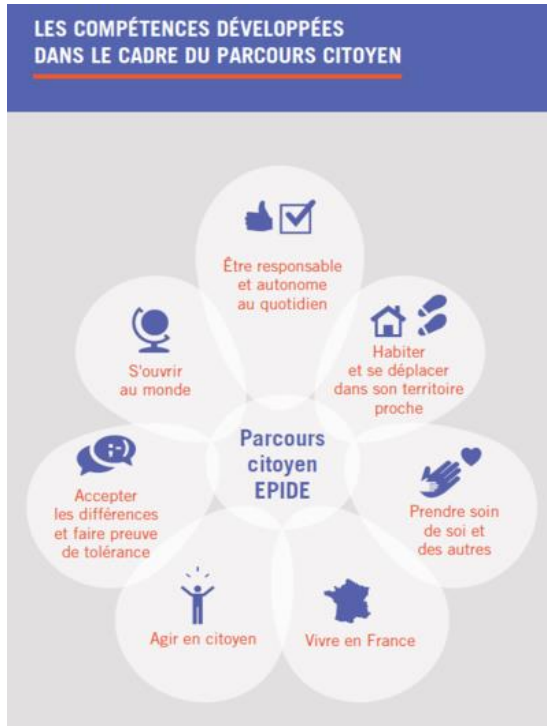 LES COMPÉTENCES DÉVELOPPÉES
DANS LE CADRE DU PARCOURS CITOYEN
Être responsable
et autonome
au quotidien
Habiter
et se déplacer
dans son territoire
proche
Prendre soin
de soi et
des autres
Vivre en France
Agir en citoyen
Accepter
les différences
et faire preuve
de tolérance
S'ouvrir
au monde
Parcours
citoyen
EPIDE